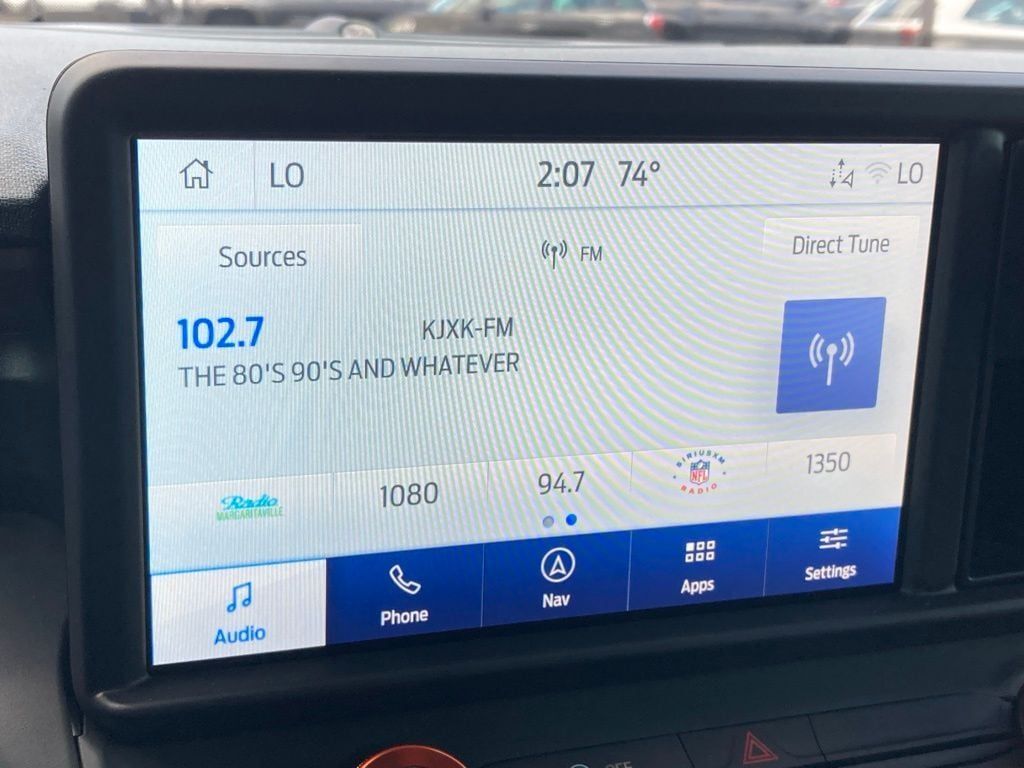 LO 2:07 74° LO
Sources FM Direct Tune
102.7 KJXK-FM
THE 80'S 90'S AND WHATEVER
Radio MARGARITAVILLE 1080 94.7 SIRIUSXM NFL RADIO 1350
Audio Phone Nav Apps Settings
OFF